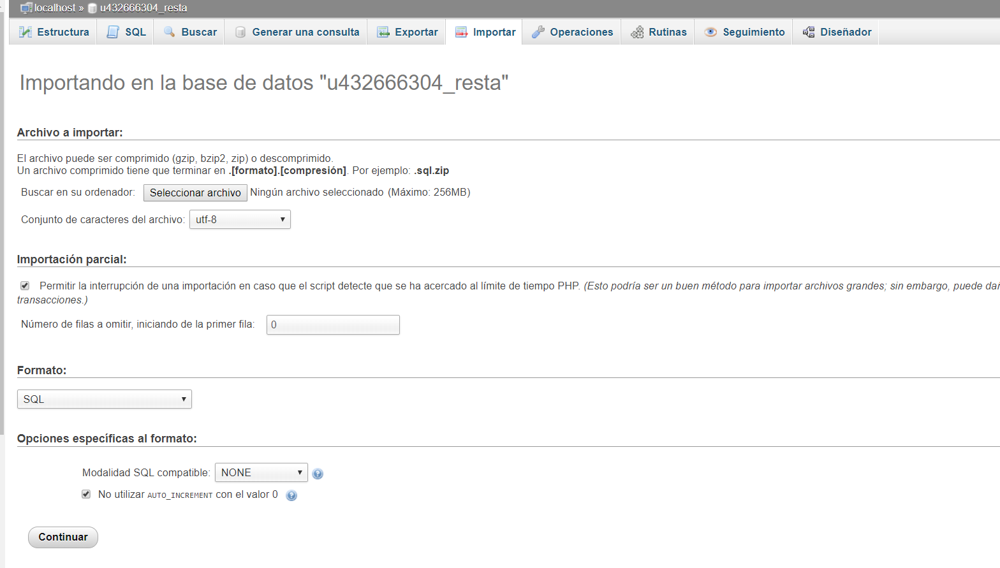 localhost » u432666304_resta
Estructura SQL Buscar Generar una consulta Exportar Importar Operaciones Rutinas Seguimiento Diseñador
Importando en la base de datos "u432666304_resta"
Archivo a importar:
El archivo puede ser comprimido (gzip, bzip2, zip) o descomprimido.
Un archivo comprimido tiene que terminar en .[formato].[compresión]. Por ejemplo: .sql.zip
Buscar en su ordenador: Seleccionar archivo Ningún archivo seleccionado (Máximo: 256MB)
Conjunto de caracteres del archivo: utf-8
Importación parcial:
Permitir la interrupción de una importación en caso que el script detecte que se ha acercado al límite de tiempo PHP. (Esto podría ser un buen método para importar archivos grandes; sin embargo, puede
transacciones.)
Número de filas a omitir, iniciando de la primer fila: 0
Formato:
SQL
Opciones específicas al formato:
Modalidad SQL compatible: NONE
No utilizar AUTO_INCREMENT con el valor 0
Continuar